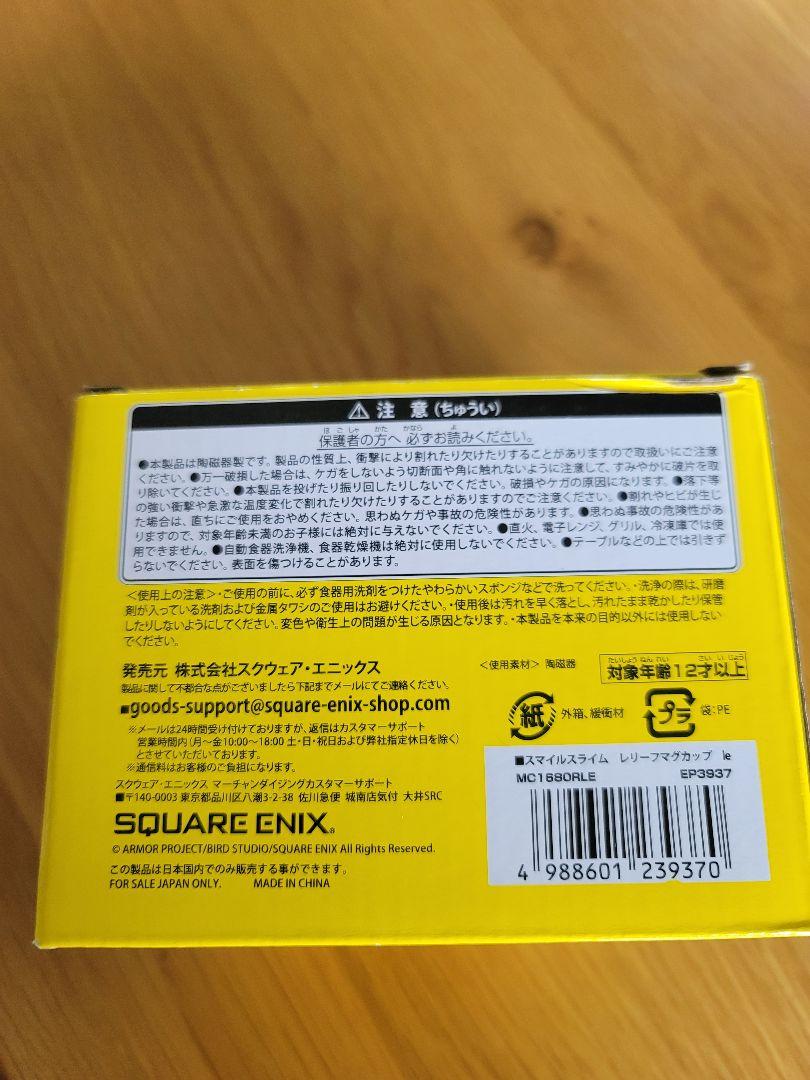 ⚠ 注 意 (ちゅうい)
保護者の方へ 必ずお読みください。
●本製品は陶磁器製です。製品の性質上、衝撃により割れたり欠けたりすることがありますので取扱いにご注意
ください。●万一破損した場合は、ケガをしないよう切断面や角に触れないように注意して、すみやかに破片を取
り除いてください。●本製品を投げたり振り回したりしないでください。破損やケガの原因になります。●落下等
の強い衝撃や急激な温度変化で割れたり欠けたりすることがありますのでご注意ください。●割れやヒビが生じ
た場合は、直ちにご使用をおやめください。思わぬケガや事故の危険性があります。●思わぬ事故の危険性があ
りますので、対象年齢未満のお子様には絶対に与えないでください。●直火、電子レンジ、グリル、冷凍庫では使
用できません。●自動食器洗浄機、食器乾燥機は絶対に使用しないでください。●テーブルなどの上では引きず
らないでください。表面を傷つけることがあります。
<使用上の注意>・ご使用の前に、必ず食器用洗剤をつけたやわらかいスポンジなどで洗ってください。・洗浄の際は、研磨
剤が入っている洗剤および金属タワシのご使用はお避けください。・使用後は汚れを早く落とし、汚れたまま乾かしたり保管
したりしないようにしてください。変色や衛生上の問題が生じる原因となります。・本製品を本来の目的以外には使用しない
でください。
発売元 株式会社スクウェア・エニックス
製品に関して不都合な点がございましたら下記までメールにてご連絡ください。
■goods-support@square-enix-shop.com
※メールは24時間受け付けておりますが、返信はカスタマーサポート
営業時間内(月〜金10:00〜18:00 土・日・祝日および弊社指定休日を除く)
とさせていただいております。
※通信料はお客様のご負担になります。
スクウェア・エニックス マーチャンダイジングカスタマーサポート
■〒140-0003 東京都品川区八潮3-2-38 佐川急便 城南店気付 大井SRC
SQUARE ENIX®
© ARMOR PROJECT/BIRD STUDIO/SQUARE ENIX All Rights Reserved.
この製品は日本国内でのみ販売する事ができます。
FOR SALE JAPAN ONLY. MADE IN CHINA
<使用素材> 陶磁器
対象年齢12才以上
紙 外箱、緩衝材
プラ 袋:PE
■スマイルスライム レリーフマグカップ le
MC1680RLE EP3937
4 988601 239370